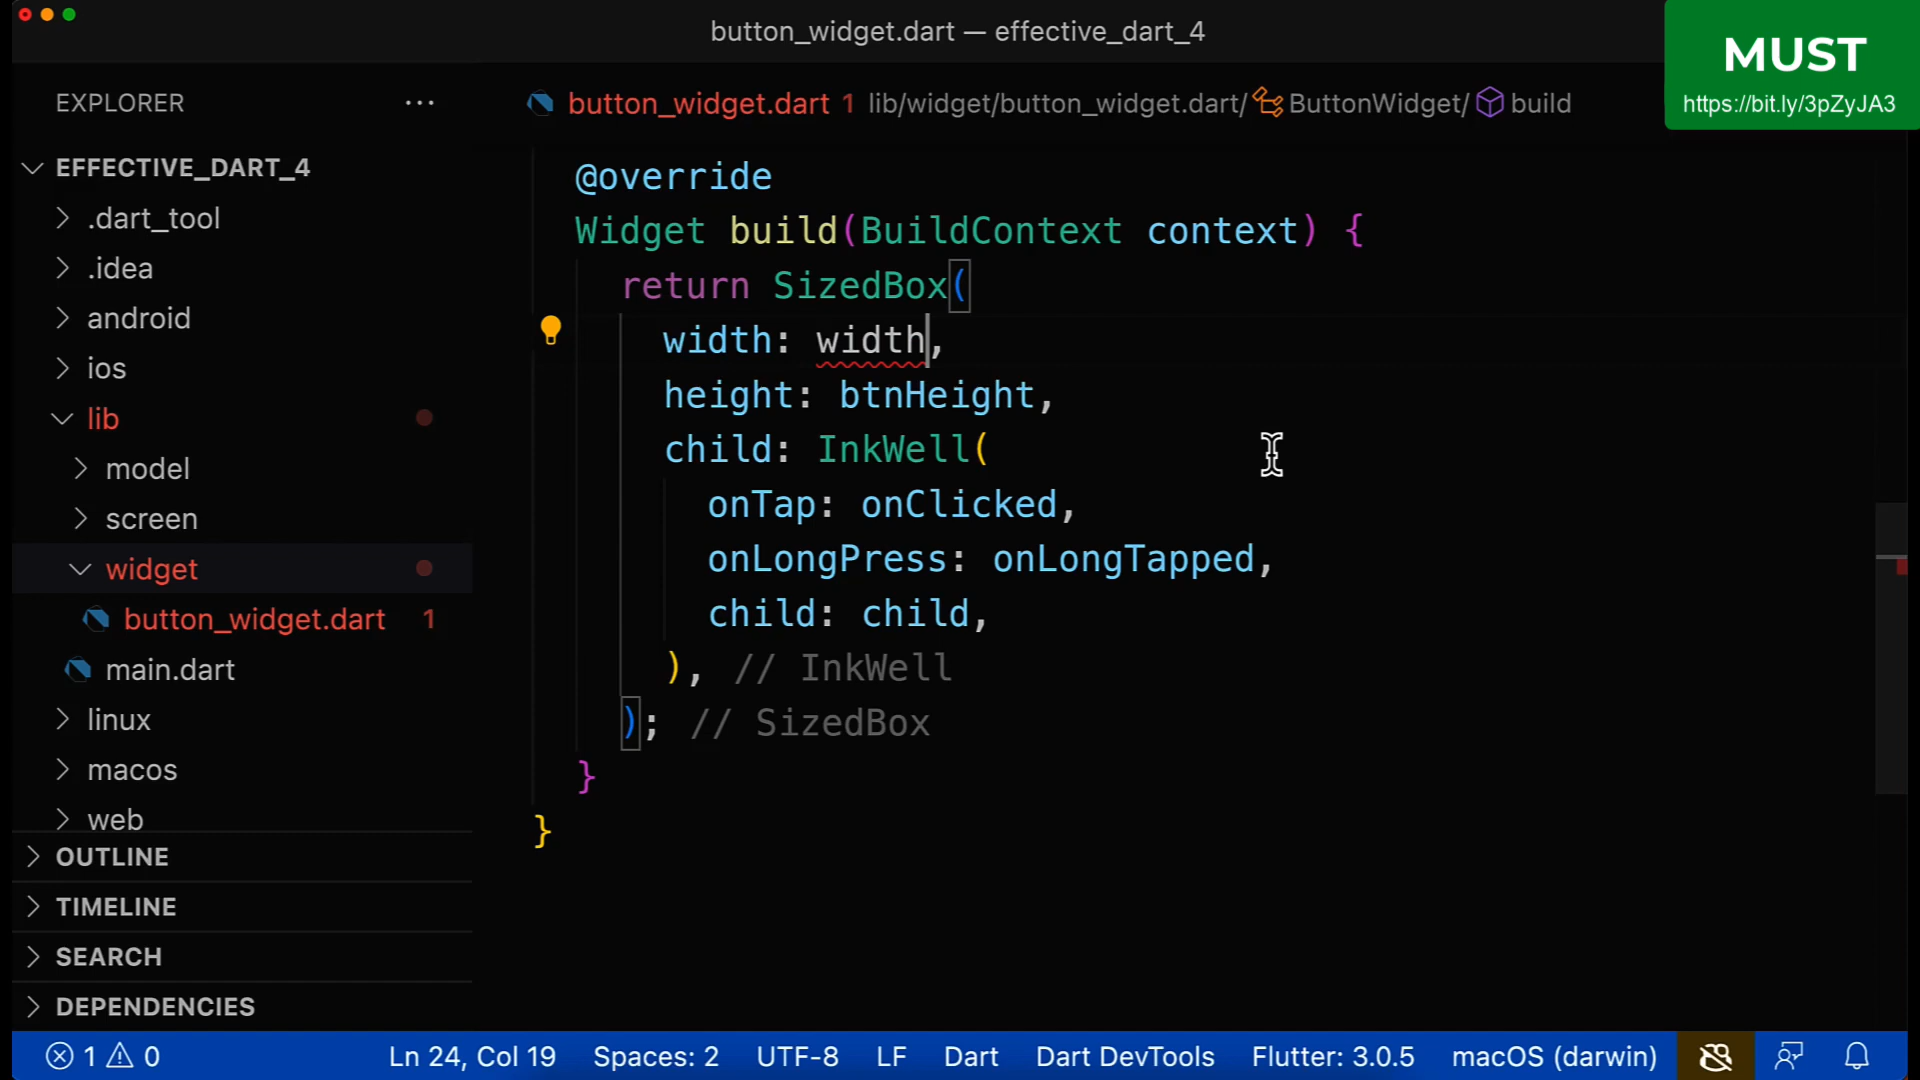 button_widget.dart — effective_dart_4
MUST
https://bit.ly/3pZyJA3
EXPLORER
EFFECTIVE_DART_4
.dart_tool
.idea
android
ios
lib
model
screen
widget
button_widget.dart 1
main.dart
linux
macos
web
OUTLINE
TIMELINE
SEARCH
DEPENDENCIES
button_widget.dart 1 lib/widget/button_widget.dart/ ButtonWidget/ build
@override
Widget build(BuildContext context) {
return SizedBox(
width: width,
height: btnHeight,
child: InkWell(
onTap: onClicked,
onLongPress: onLongTapped,
child: child,
), // InkWell
); // SizedBox
}
}
1 0 Ln 24, Col 19 Spaces: 2 UTF-8 LF Dart Dart DevTools Flutter: 3.0.5 macOS (darwin)